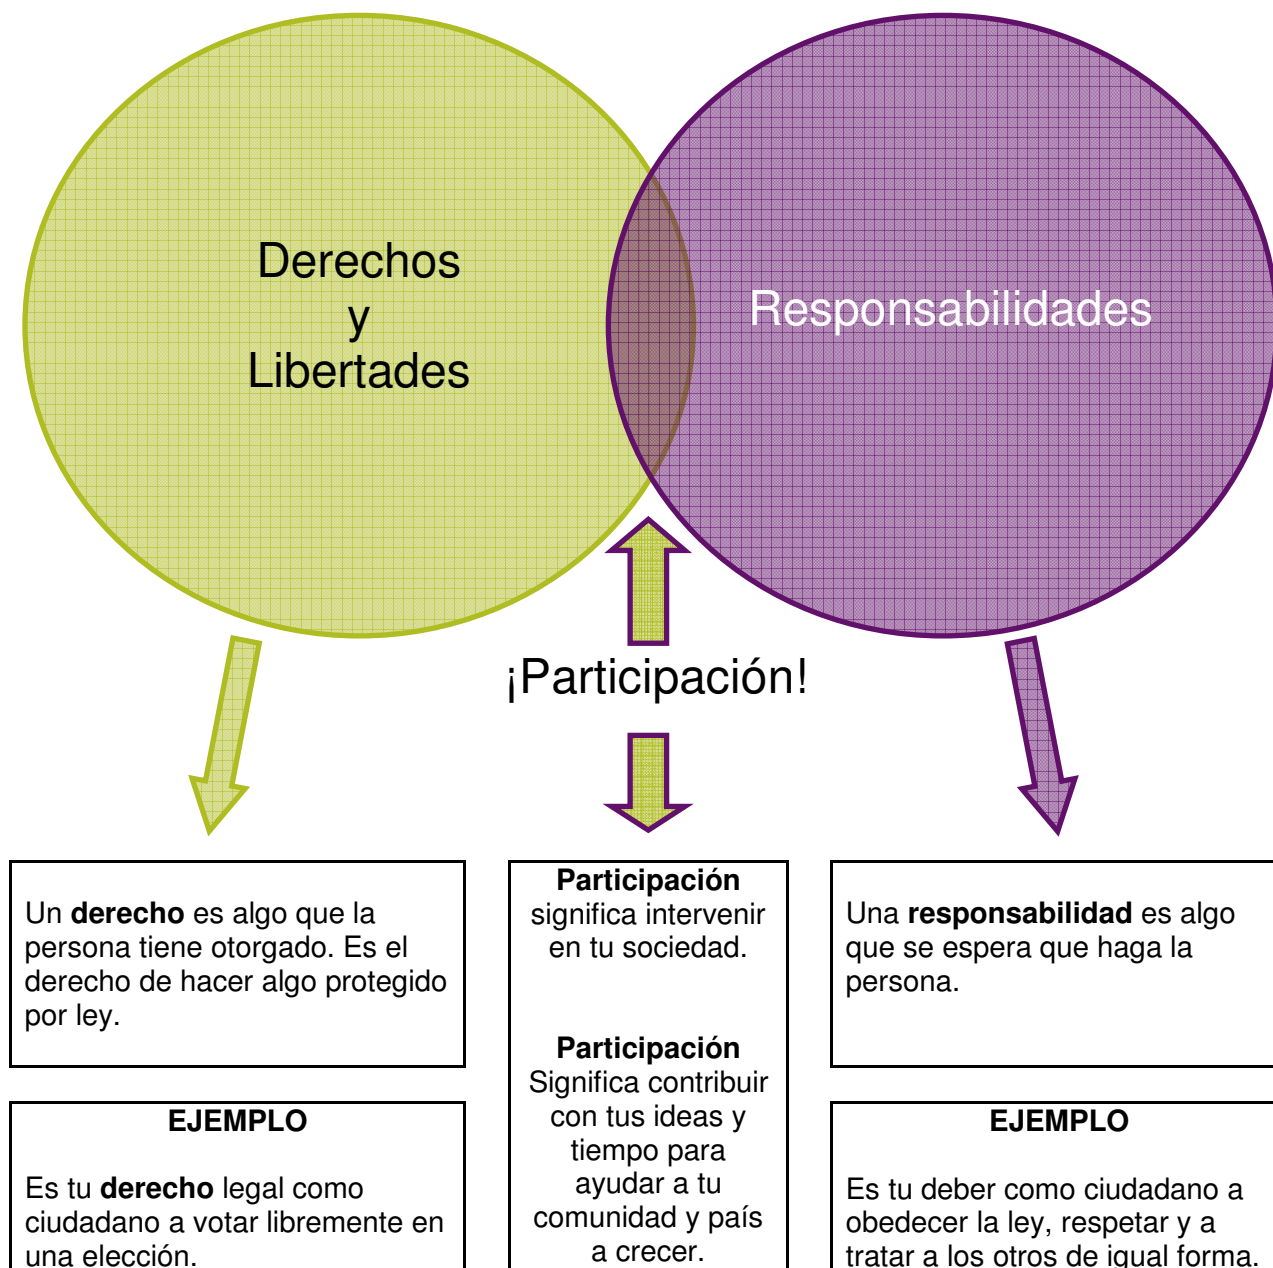 Derechos
y
Libertades
Responsabilidades
¡Participación!
Un derecho es algo que la
persona tiene otorgado. Es el
derecho de hacer algo protegido
por ley.
EJEMPLO
Es tu derecho legal como
ciudadano a votar libremente en
una elección.
Participación
significa intervenir
en tu sociedad.
Participación
Significa contribuir
con tus ideas y
tiempo para
ayudar a tu
comunidad y país
a crecer.
Una responsabilidad es algo
que se espera que haga la
persona.
EJEMPLO
Es tu deber como ciudadano a
obedecer la ley, respetar y a
tratar a los otros de igual forma.